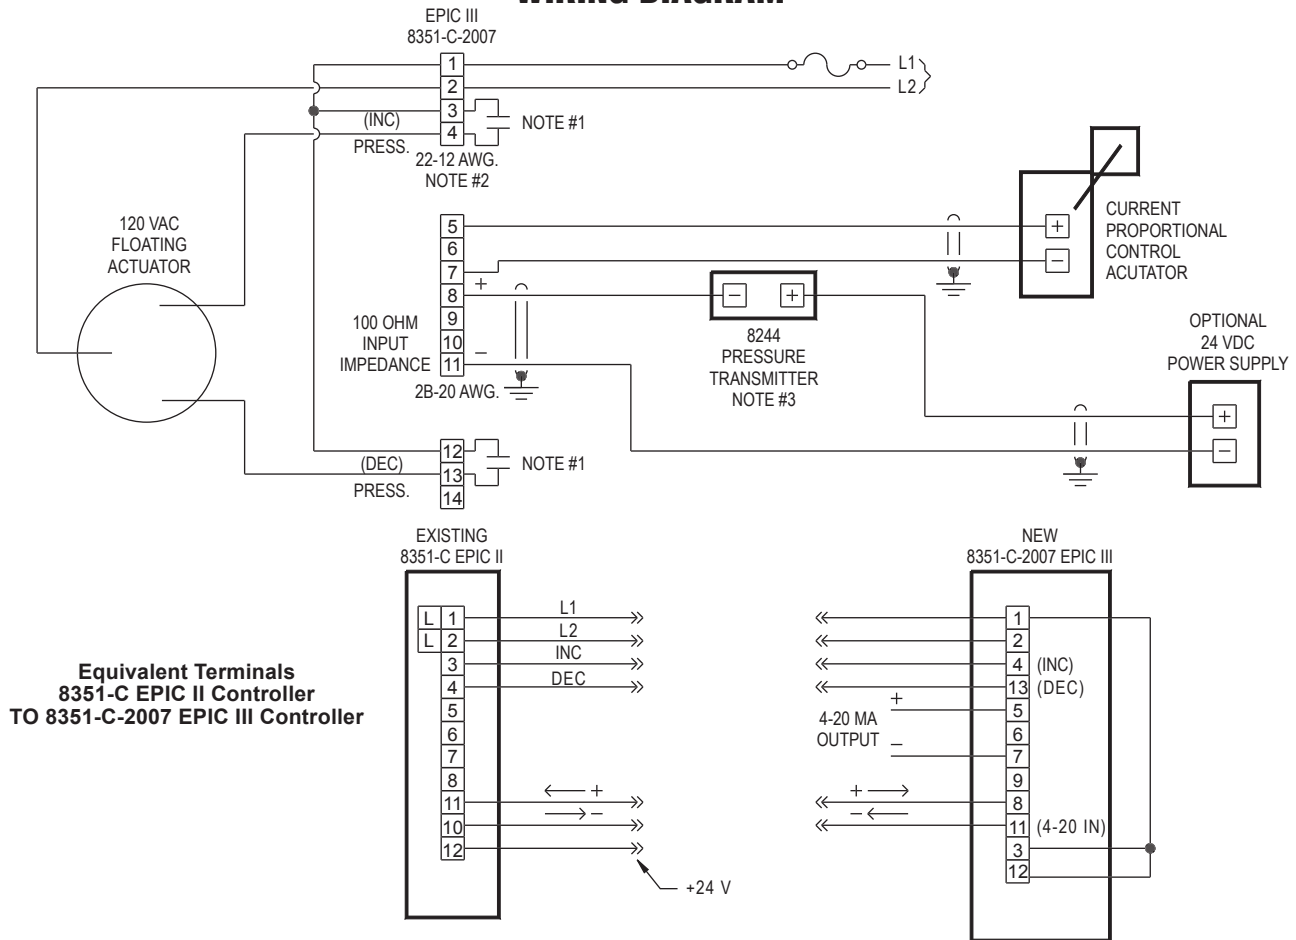 WIRING DIAGRAM
EPIC III
8351-C-2007
1
2
3
4
L1
L2
(INC)
PRESS.
NOTE #1
22-12 AWG.
NOTE #2
120 VAC
FLOATING
ACTUATOR
5
6
7
8
9
10
11
+
−
100 OHM
INPUT
IMPEDANCE
2B-20 AWG.
+
−
CURRENT
PROPORTIONAL
CONTROL
ACUTATOR
− +
8244
PRESSURE
TRANSMITTER
NOTE #3
OPTIONAL
24 VDC
POWER SUPPLY
+
−
12
13
14
(DEC)
PRESS.
NOTE #1
EXISTING
8351-C EPIC II
L 1
L 2
3
4
5
6
7
8
11
10
12
L1
L2
INC
DEC
+
−
+24 V
Equivalent Terminals
8351-C EPIC II Controller
TO 8351-C-2007 EPIC III Controller
NEW
8351-C-2007 EPIC III
1
2
4 (INC)
13 (DEC)
5
6
7
9
8
11 (4-20 IN)
3
12
+
4-20 MA
OUTPUT
−
+
−